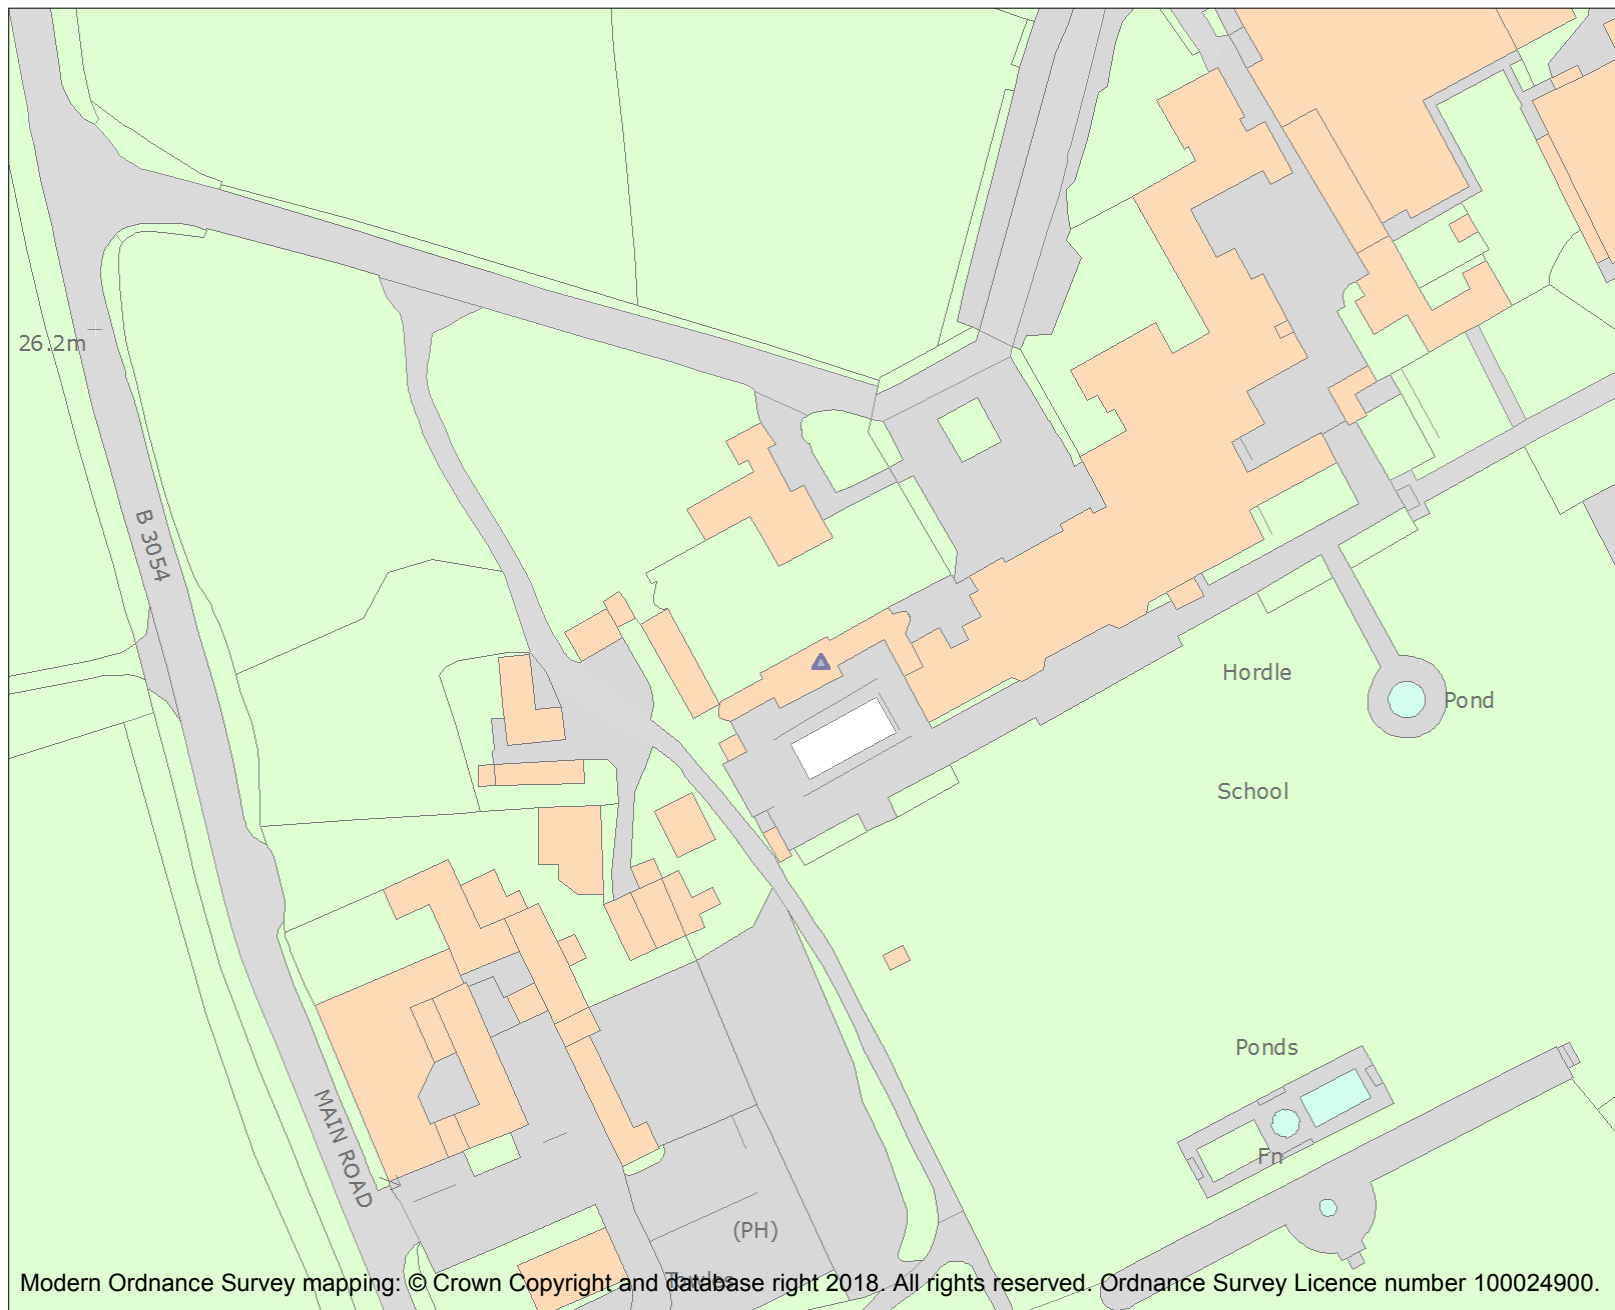 26.2m
B 3054
Hordle
Pond
School
Ponds
MAIN ROAD
Fn
(PH)
Modern Ordnance Survey mapping: © Crown Copyright and database right 2018. All rights reserved. Ordnance Survey Licence number 100024900.